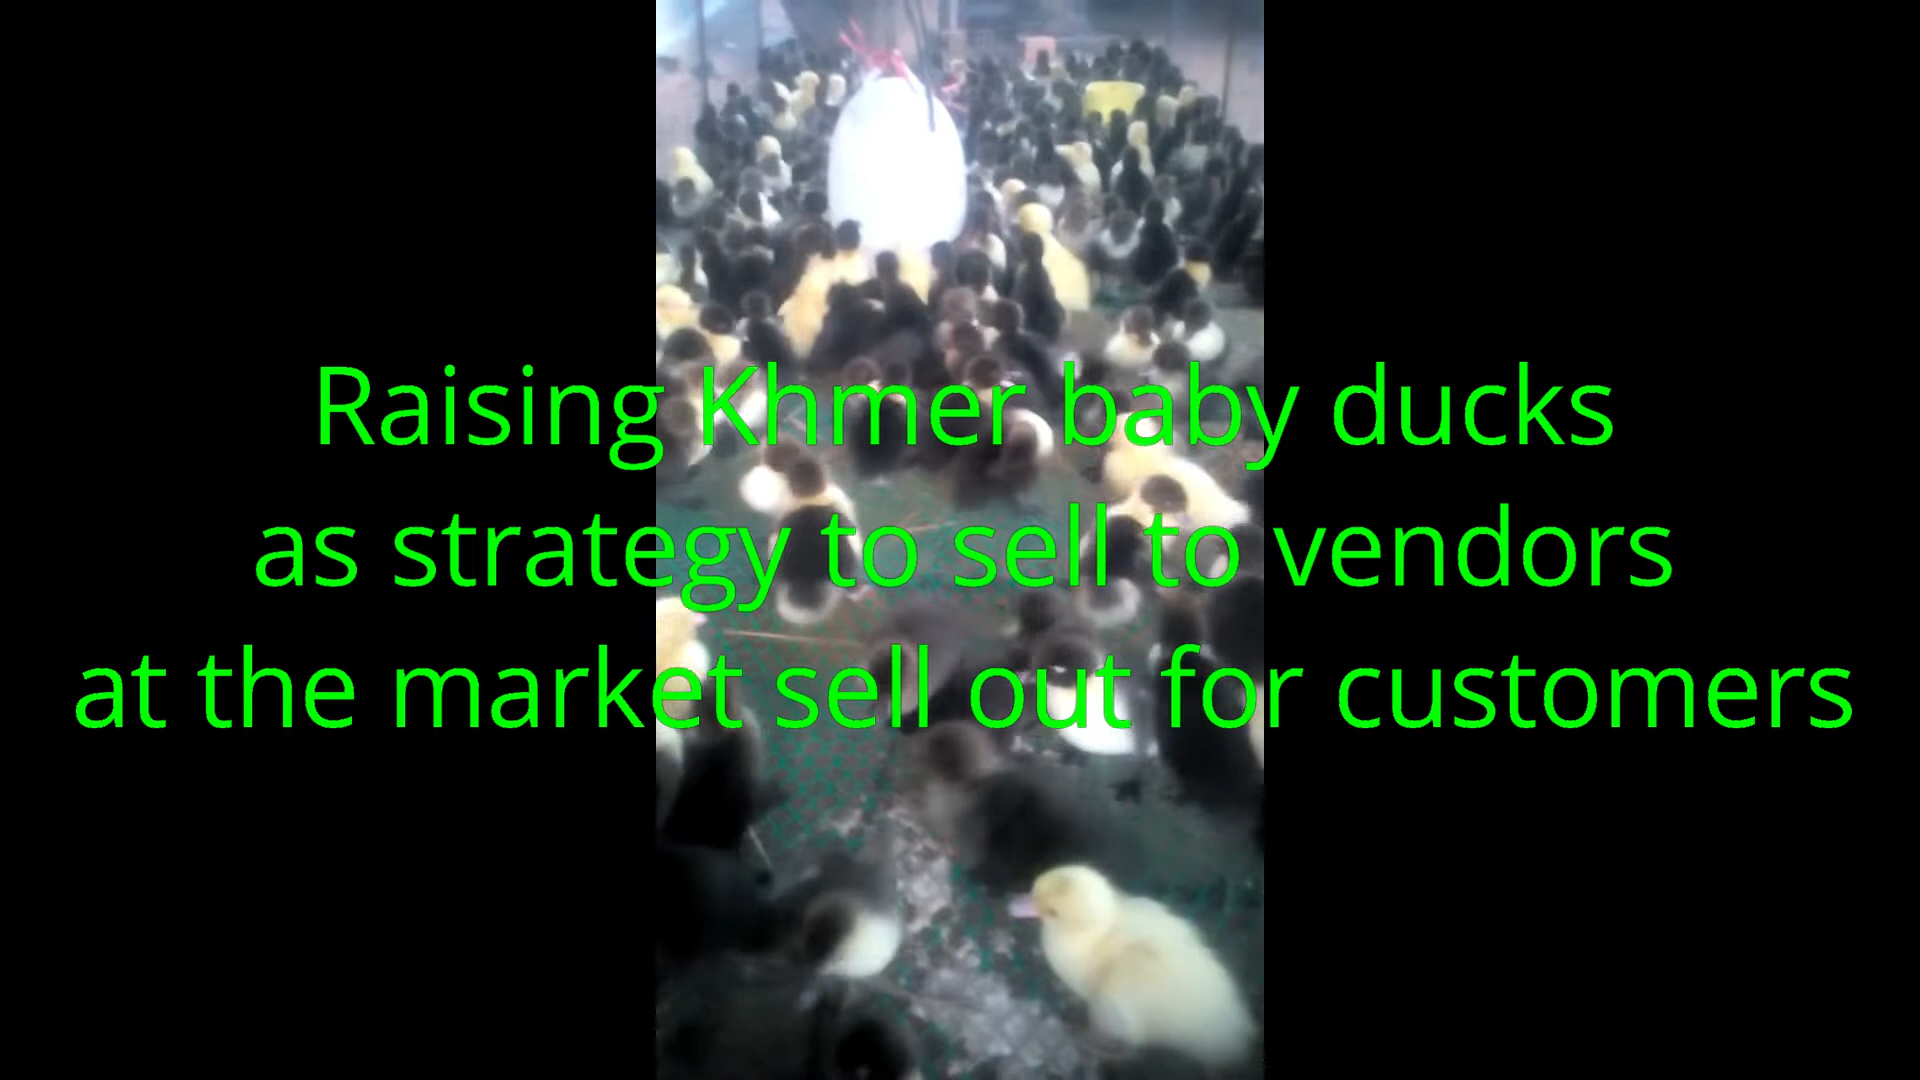 Raising Khmer baby ducks
as strategy to sell to vendors
at the market sell out for customers